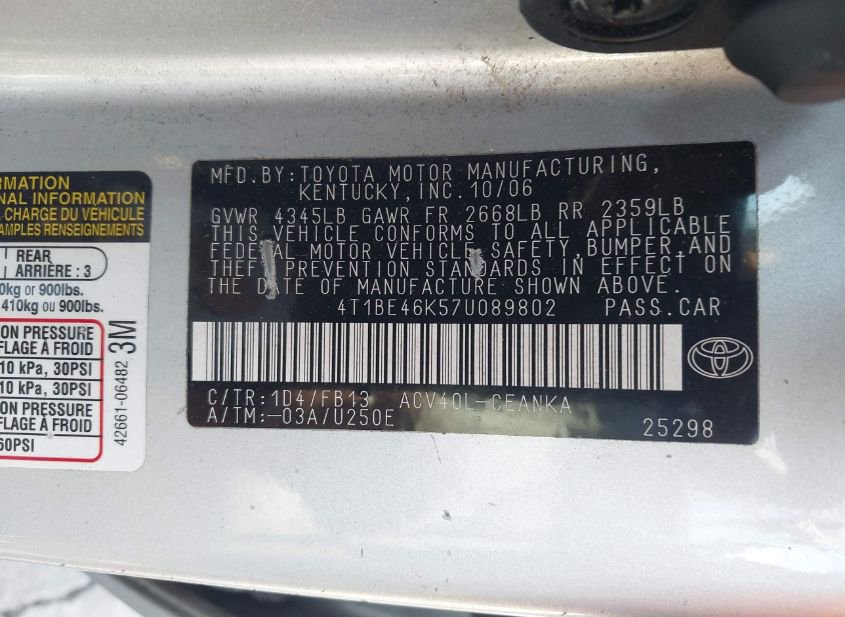 RMATION
NAL INFORMATION
CHARGE DU VÉHICULE
AMPLES RENSEIGNEMENTS
REAR
ARRIÈRE : 3
0kg or 900lbs.
410kg ou 900lbs.
ON PRESSURE
FLAGE À FROID
10 kPa, 30PSI
10 kPa, 30PSI
ON PRESSURE
FLAGE À FROID
60PSI
42661-06482 3M
MFD.BY:TOYOTA MOTOR MANUFACTURING,
KENTUCKY,INC.10/06
GVWR 4345LB GAWR FR 2668LB RR 2359LB
THIS VEHICLE CONFORMS TO ALL APPLICABLE
FEDERAL MOTOR VEHICLE SAFETY,BUMPER,AND
THEFT PREVENTION STANDARDS IN EFFECT ON
THE DATE OF MANUFACTURE SHOWN ABOVE.
4T1BE46K57U089802 PASS.CAR
C/TR:1D4/FB13 ACV40L-CEANKA
A/TM:-03A/U250E
25298